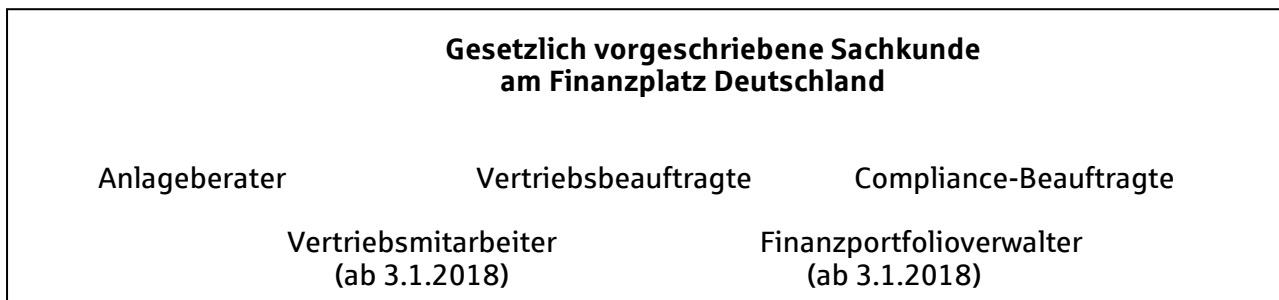 Gesetzlich vorgeschriebene Sachkunde
am Finanzplatz Deutschland
Anlageberater Vertriebsbeauftragte Compliance-Beauftragte
Vertriebsmitarbeiter Finanzportfolioverwalter
(ab 3.1.2018) (ab 3.1.2018)